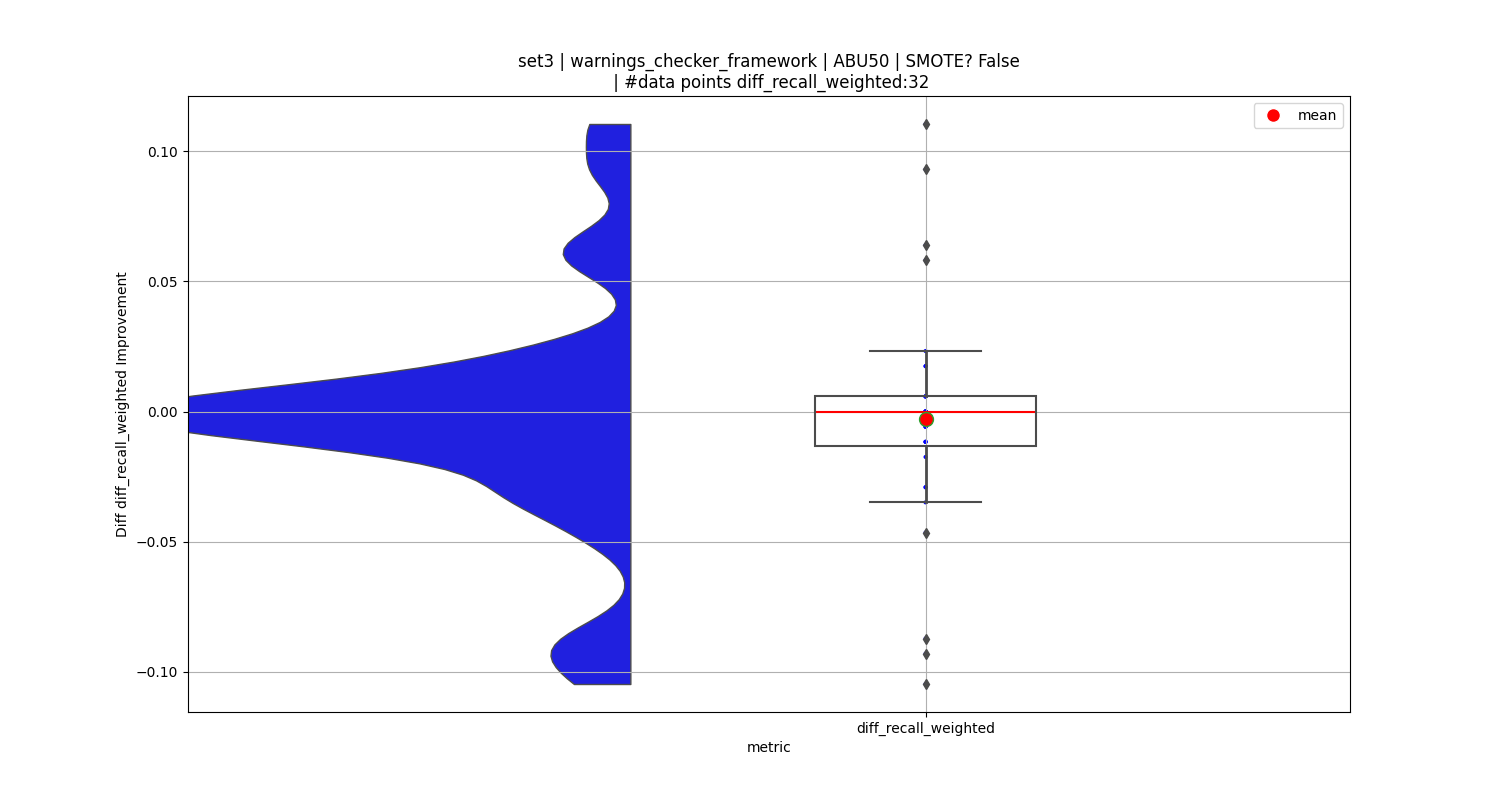 set3 | warnings_checker_framework | ABU50 | SMOTE? False
| #data points diff_recall_weighted:32
mean
0.10
0.05
0.00
−0.05
−0.10
Diff diff_recall_weighted Improvement
diff_recall_weighted
metric